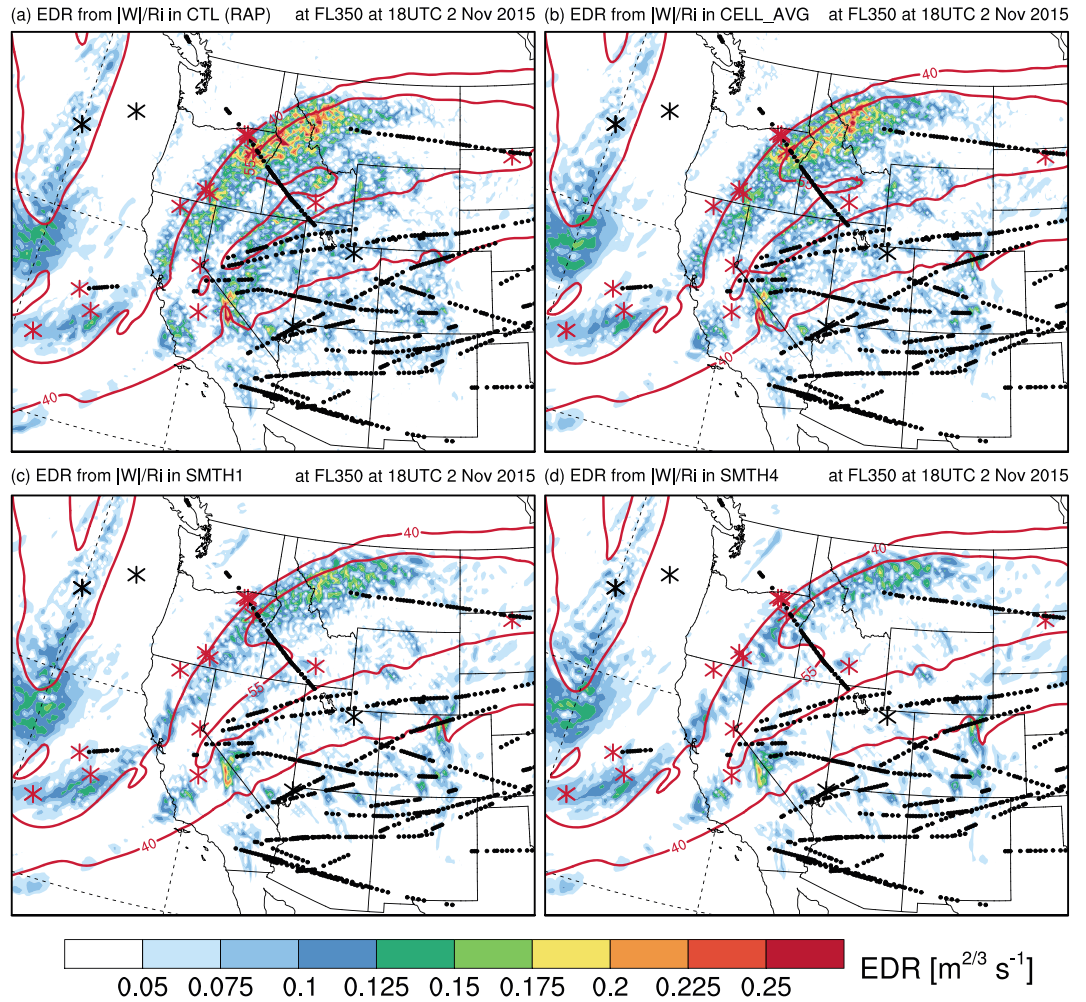 (a) EDR from |W|/Ri in CTL (RAP) at FL350 at 18UTC 2 Nov 2015
(b) EDR from |W|/Ri in CELL_AVG at FL350 at 18UTC 2 Nov 2015
40
40
55
55
40
40
(c) EDR from |W|/Ri in SMTH1 at FL350 at 18UTC 2 Nov 2015
(d) EDR from |W|/Ri in SMTH4 at FL350 at 18UTC 2 Nov 2015
40
40
55
55
40
40
0.05 0.075 0.1 0.125 0.15 0.175 0.2 0.225 0.25
EDR [m^{2/3} s^{-1}]